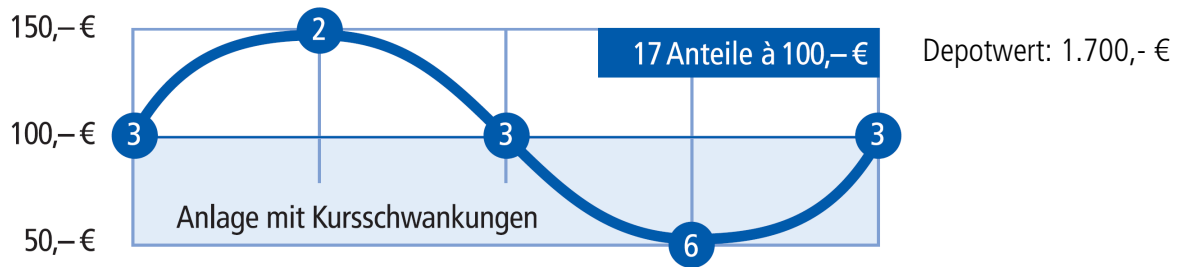 150,– €
2
17 Anteile à 100,– €
Depotwert: 1.700,- €
100,– €
3
3
3
Anlage mit Kursschwankungen
50,– €
6